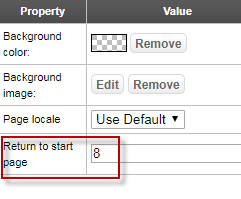 Property Value
Background
color: Remove
Background
image: Edit Remove
Page locale Use Default
Return to start
page 8